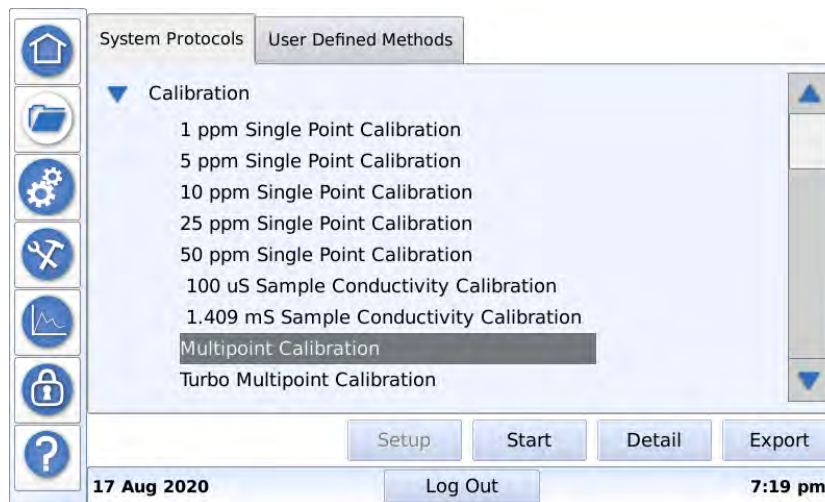 System Protocols User Defined Methods
Calibration
1 ppm Single Point Calibration
5 ppm Single Point Calibration
10 ppm Single Point Calibration
25 ppm Single Point Calibration
50 ppm Single Point Calibration
100 uS Sample Conductivity Calibration
1.409 mS Sample Conductivity Calibration
Multipoint Calibration
Turbo Multipoint Calibration
Setup Start Detail Export
?
17 Aug 2020 Log Out 7:19 pm